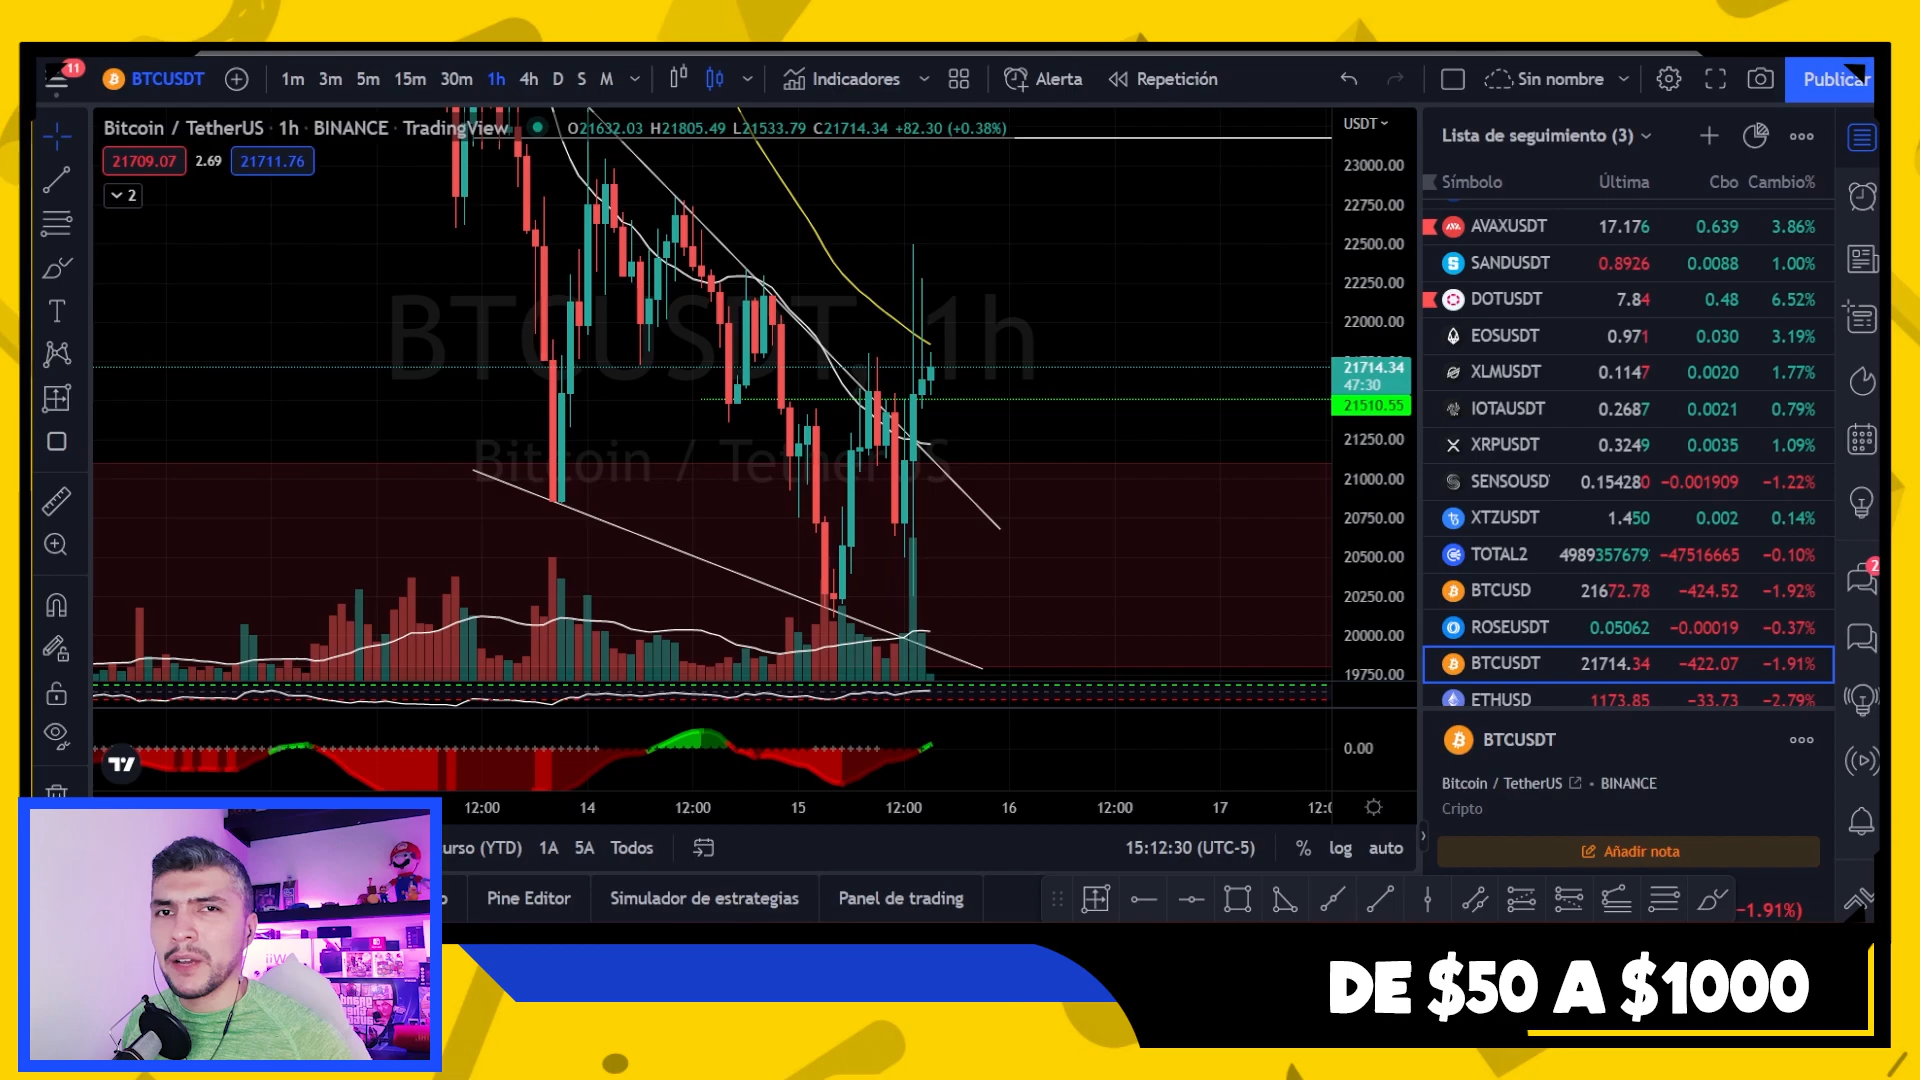 11
BTCUSDT
1m 3m 5m 15m 30m 1h 4h D S M
Indicadores
Alerta
Repetición
Sin nombre
Publicar
Bitcoin / TetherUS · 1h · BINANCE · TradingView
O21632.03 H21805.49 L21533.79 C21714.34 +82.30 (+0.38%)
USDT
21709.07 2.69 21711.76
2
BTCUSDT, 1h
Bitcoin / TetherUS
23000.00
22750.00
22500.00
22250.00
22000.00
21714.34
47:30
21510.55
21250.00
21000.00
20750.00
20500.00
20250.00
20000.00
19750.00
0.00
12:00 14 12:00 15 12:00 16 12:00 17
Lista de seguimiento (3)
Símbolo Última Cbo Cambio%
AVAXUSDT 17.176 0.639 3.86%
SANDUSDT 0.8926 0.0088 1.00%
DOTUSDT 7.84 0.48 6.52%
EOSUSDT 0.971 0.030 3.19%
XLMUSDT 0.1147 0.0020 1.77%
IOTAUSDT 0.2687 0.0021 0.79%
XRPUSDT 0.3249 0.0035 1.09%
SENSOUSD 0.154280 −0.001909 −1.22%
XTZUSDT 1.450 0.002 0.14%
TOTAL2 4989357679 −47516665 −0.10%
BTCUSD 21672.78 −424.52 −1.92%
ROSEUSDT 0.05062 −0.00019 −0.37%
BTCUSDT 21714.34 −422.07 −1.91%
ETHUSD 1173.85 −33.73 −2.79%
2
BTCUSDT
Bitcoin / TetherUS · BINANCE
Cripto
Añadir nota
−1.91%)
urso (YTD) 1A 5A Todos
15:12:30 (UTC-5) % log auto
Pine Editor Simulador de estrategias Panel de trading
DE $50 A $1000